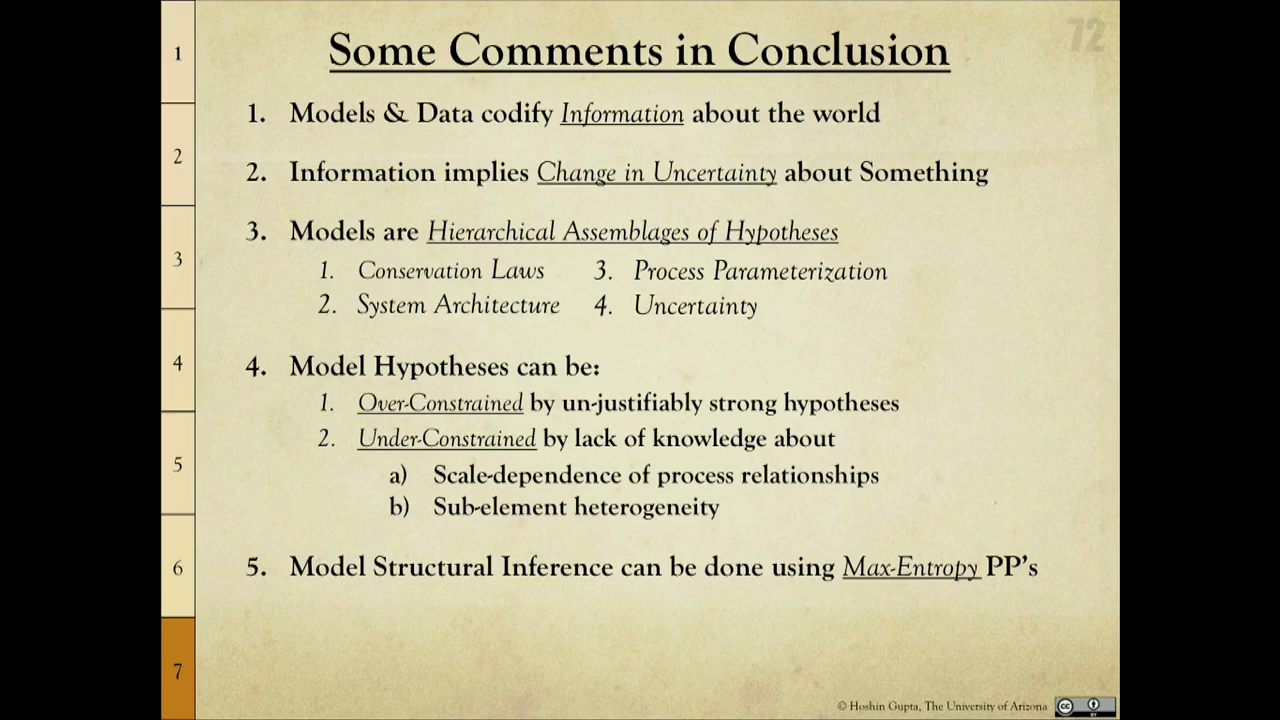 72
Some Comments in Conclusion
1. Models & Data codify Information about the world
2. Information implies Change in Uncertainty about Something
3. Models are Hierarchical Assemblages of Hypotheses
1. Conservation Laws 3. Process Parameterization
2. System Architecture 4. Uncertainty
4. Model Hypotheses can be:
1. Over-Constrained by un-justifiably strong hypotheses
2. Under-Constrained by lack of knowledge about
a) Scale-dependence of process relationships
b) Sub-element heterogeneity
5. Model Structural Inference can be done using Max-Entropy PP's
1
2
3
4
5
6
7
© Hoshin Gupta, The University of Arizona
cc
BY